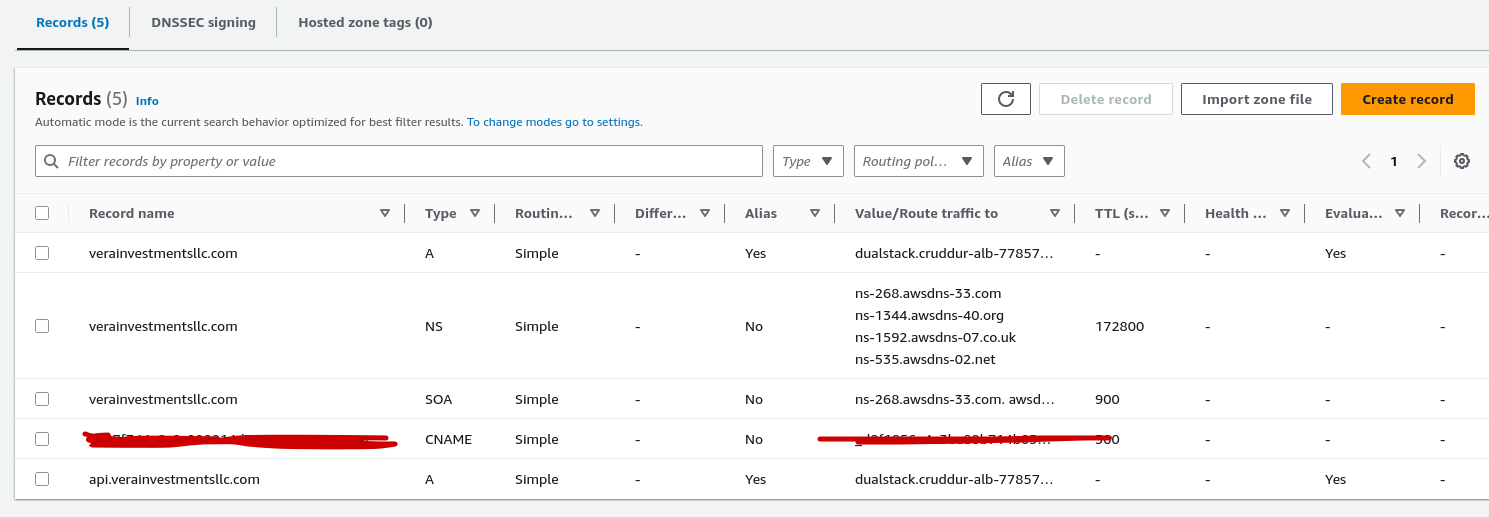 Records (5) DNSSEC signing Hosted zone tags (0)
Records (5) Info
Delete record Import zone file Create record
Automatic mode is the current search behavior optimized for best filter results. To change modes go to settings.
Filter records by property or value Type Routing pol... Alias 1
Record name Type Routin... Differ... Alias Value/Route traffic to TTL (s... Health ... Evalua... Recor...
verainvestmentsllc.com A Simple - Yes dualstack.cruddur-alb-77857... - - Yes -
verainvestmentsllc.com NS Simple - No ns-268.awsdns-33.com 172800 - - -
ns-1344.awsdns-40.org
ns-1592.awsdns-07.co.uk
ns-535.awsdns-02.net
verainvestmentsllc.com SOA Simple - No ns-268.awsdns-33.com. awsd... 900 - - -
CNAME Simple - No - - -
api.verainvestmentsllc.com A Simple - Yes dualstack.cruddur-alb-77857... - - Yes -